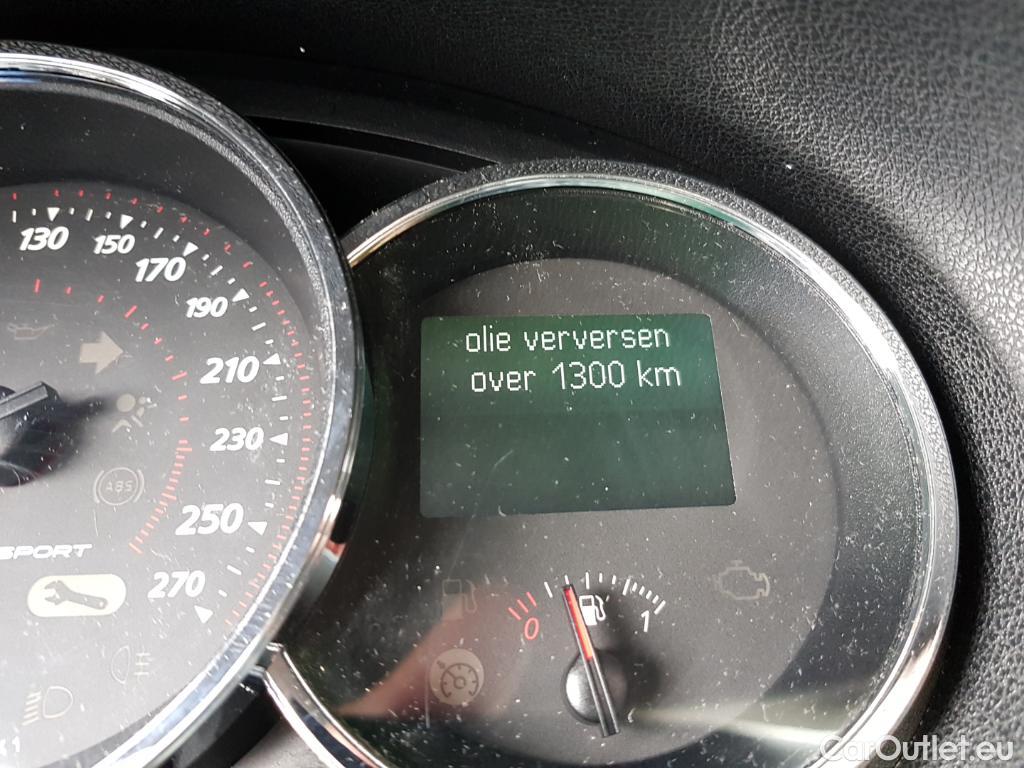 130
150
170
190
210
230
250
270
SPORT
ABS
olie verversen
over 1300 km
0
1
CarOutlet.eu